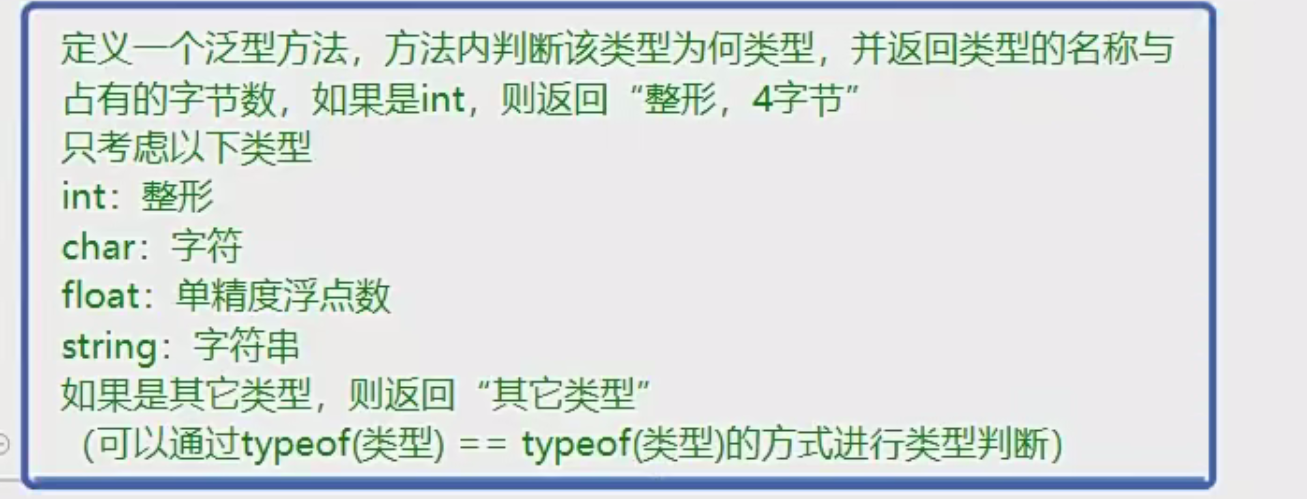 定义一个泛型方法，方法内判断该类型为何类型，并返回类型的名称与
占有的字节数，如果是int，则返回“整形，4字节”
只考虑以下类型
int：整形
char：字符
float：单精度浮点数
string：字符串
如果是其它类型，则返回“其它类型”
（可以通过typeof(类型) == typeof(类型)的方式进行类型判断）